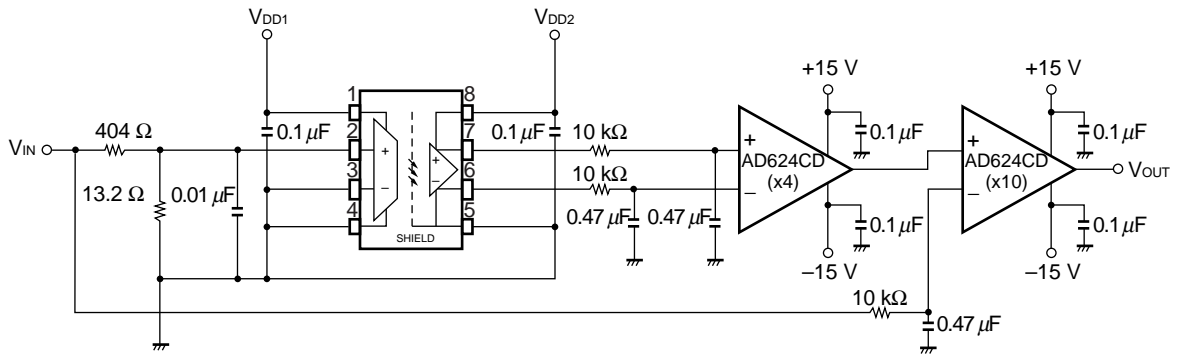 VDD1
VDD2
+15 V
+15 V
1
8
404 Ω
0.1 µF
2
7
0.1 µF
10 kΩ
0.1 µF
0.1 µF
VIN
+
+
+
AD624CD
(x4)
+
AD624CD
(x10)
VOUT
13.2 Ω
0.01 µF
3
–
–
6
10 kΩ
–
–
4
5
0.47 µF
0.47 µF
0.1 µF
0.1 µF
SHIELD
–15 V
–15 V
10 kΩ
0.47 µF